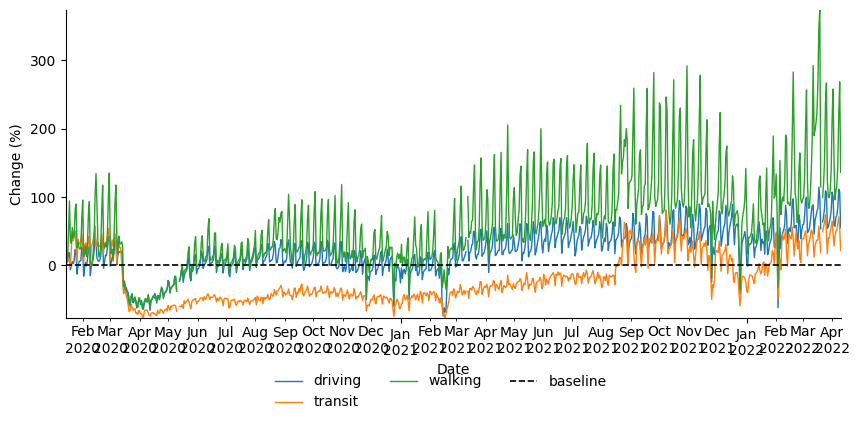 Change (%)
300
200
100
0
Feb Mar Apr May Jun Jul Aug Sep Oct Nov Dec Jan Feb Mar Apr May Jun Jul Aug Sep Oct Nov Dec Jan Feb Mar Apr
2020 2020 2020 2020 2020 2020 2020 2020 2020 2020 2020 2021 2021 2021 2021 2021 2021 2021 2021 2021 2021 2021 2021 2022 2022 2022 2022
Date
driving walking baseline
transit